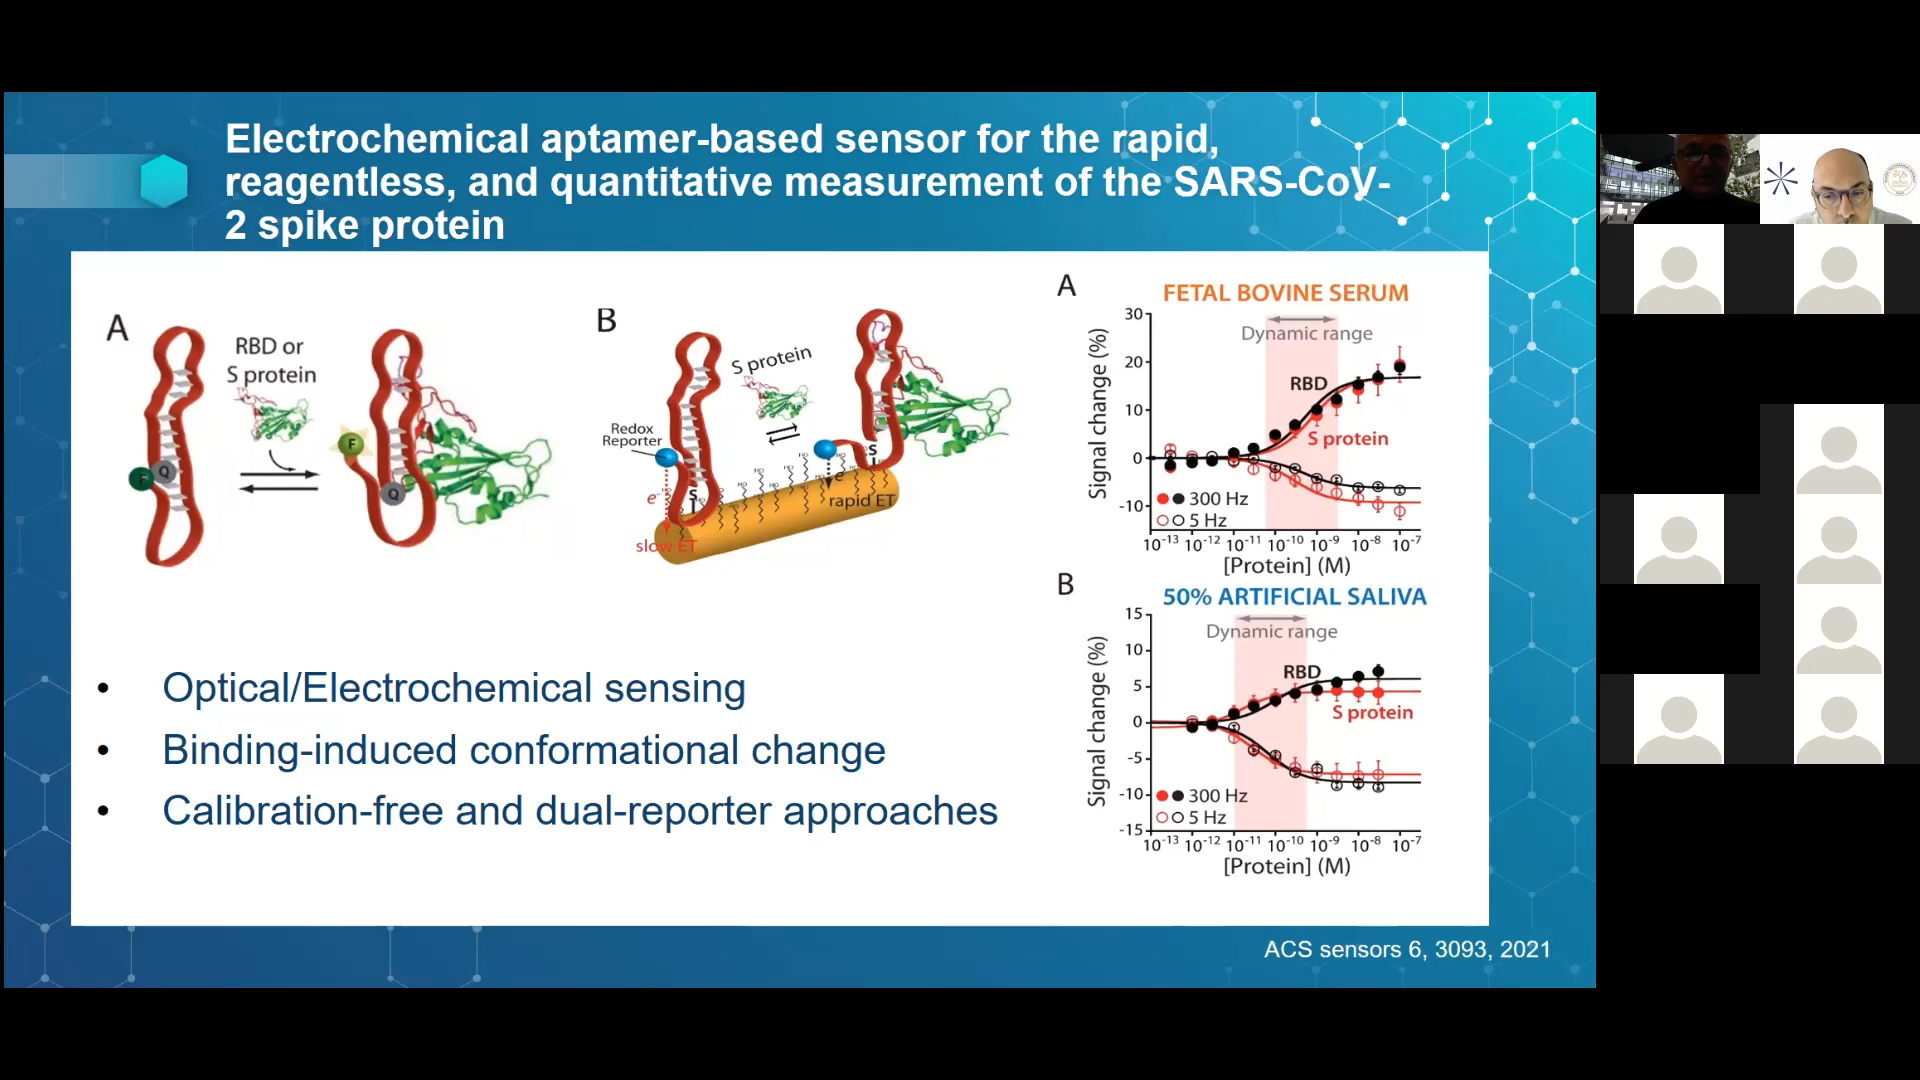 Electrochemical aptamer-based sensor for the rapid,
reagentless, and quantitative measurement of the SARS-CoV-
2 spike protein
A
RBD or
S protein
F
Q
F
Q
B
S protein
Redox
Reporter
e-
slow ET
S
S
e-
rapid ET
HO
A
FETAL BOVINE SERUM
Dynamic range
RBD
S protein
300 Hz
5 Hz
30
20
10
0
-10
Signal change (%)
10-13 10-12 10-11 10-10 10-9 10-8 10-7
[Protein] (M)
B
50% ARTIFICIAL SALIVA
Dynamic range
RBD
S protein
300 Hz
5 Hz
15
10
5
0
-5
-10
-15
Signal change (%)
10-13 10-12 10-11 10-10 10-9 10-8 10-7
[Protein] (M)
• Optical/Electrochemical sensing
• Binding-induced conformational change
• Calibration-free and dual-reporter approaches
ACS sensors 6, 3093, 2021